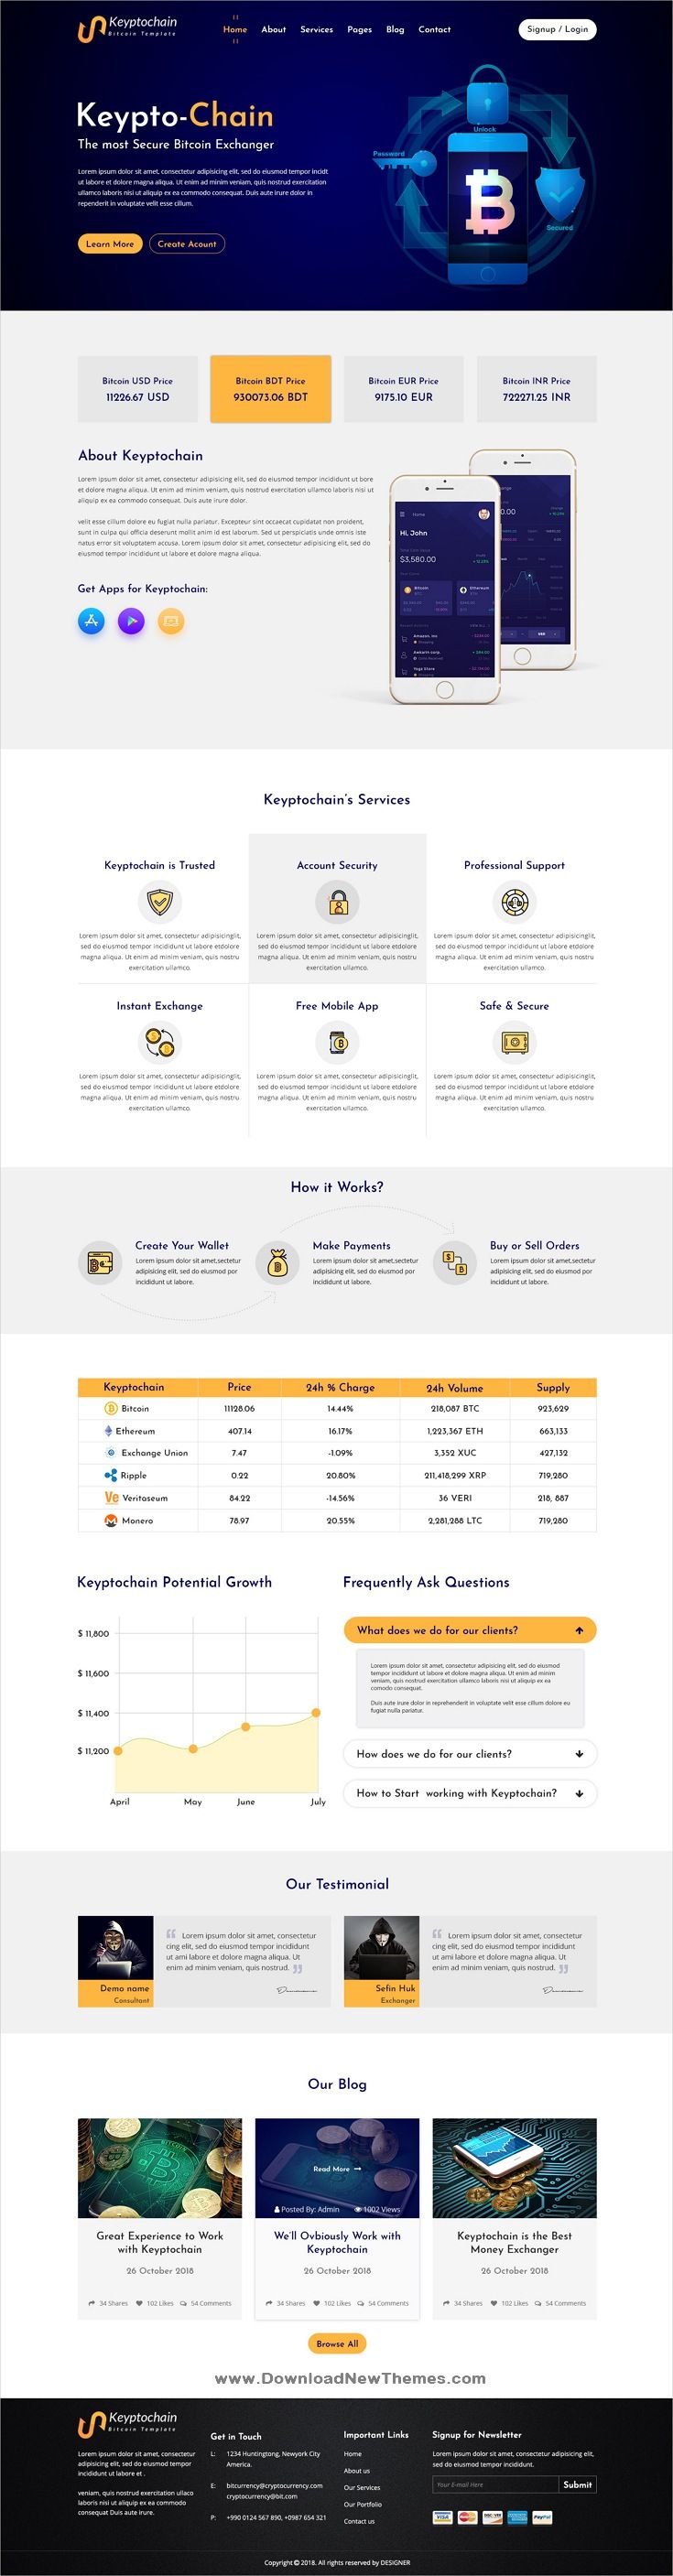 Keyptochain
Bitcoin Template
Home About Services Pages Blog Contact
Signup / Login
Keypto-Chain
The most Secure Bitcoin Exchanger
Lorem ipsum dolor sit amet, consectetur adipisicing elit, sed do eiusmod tempor incidt
ut labore et dolore magna aliqua. Ut enim ad minim veniam, quis nostrud exercitation
ullamco laboris nisi ut aliquip ex ea commodo consequat. Duis aute irure dolor in
reprehenderit in voluptate velit esse cillum.
Learn More
Create Acount
Unlock
Password
Secured
Bitcoin USD Price
11226.67 USD
Bitcoin BDT Price
930073.06 BDT
Bitcoin EUR Price
9175.10 EUR
Bitcoin INR Price
722271.25 INR
About Keyptochain
Lorem ipsum dolor sit amet, consectetur adipisicing elit, sed do eiusmod tempor incididunt ut bore
et dolore magna aliqua. Ut enim ad minim veniam, quis nostrud exercitation ullamco laboris nisi ut
aliquip ex ea commodo consequat. Duis aute irure dolor.
velit esse cillum dolore eu fugiat nulla pariatur. Excepteur sint occaecat cupidatat non proident,
sunt in culpa qui officia deserunt mollit anim id est laborum. Sed ut perspiciatis unde omnis iste
natus error sit voluptatem accusa. Lorem ipsum dolor sit amet, consectetur adipisicing elit, sed do
eiusmod tempor incididunt ut labore et dolore magna aliqua.
Get Apps for Keyptochain:
Home
Hi, John
$3,580.00
Bitcoin
Ethereum
Amazon, inc
Yoga Store
Keyptochain's Services
Keyptochain is Trusted
Lorem ipsum dolor sit amet, consectetur adipisicinglit,
sed do eiusmod tempor incididunt ut labore etdolore
magna aliqua. Ut enim ad minim veniam, quis nostru
exercitation ullamco.
Account Security
Lorem ipsum dolor sit amet, consectetur adipisicinglit,
sed do eiusmod tempor incididunt ut labore etdolore
magna aliqua. Ut enim ad minim veniam, quis nostru
exercitation ullamco.
Professional Support
Lorem ipsum dolor sit amet, consectetur adipisicinglit,
sed do eiusmod tempor incididunt ut labore etdolore
magna aliqua. Ut enim ad minim veniam, quis nostru
exercitation ullamco.
Instant Exchange
Lorem ipsum dolor sit amet, consectetur adipisicinglit,
sed do eiusmod tempor incididunt ut labore etdolore
magna aliqua. Ut enim ad minim veniam, quis nostru
exercitation ullamco.
Free Mobile App
Lorem ipsum dolor sit amet, consectetur adipisicinglit,
sed do eiusmod tempor incididunt ut labore etdolore
magna aliqua. Ut enim ad minim veniam, quis nostru
exercitation ullamco.
Safe & Secure
Lorem ipsum dolor sit amet, consectetur adipisicinglit,
sed do eiusmod tempor incididunt ut labore etdolore
magna aliqua. Ut enim ad minim veniam, quis nostru
exercitation ullamco.
How it Works?
Create Your Wallet
Lorem ipsum dolor sit amet,sectetur
adipisicing elit, sed do eiusmod por
incididunt ut labore.
Make Payments
Lorem ipsum dolor sit amet,sectetur
adipisicing elit, sed do eiusmod por
incididunt ut labore.
Buy or Sell Orders
Lorem ipsum dolor sit amet,sectetur
adipisicing elit, sed do eiusmod por
incididunt ut labore.
Keyptochain Price 24h % Charge 24h Volume Supply
Bitcoin 11128.06 14.44% 218,087 BTC 923,629
Ethereum 407.14 16.17% 1,223,367 ETH 663,133
Exchange Union 7.47 -1.09% 3,352 XUC 427,132
Ripple 0.22 20.80% 211,418,299 XRP 719,280
Veritaseum 84.22 -14.56% 36 VERI 218, 887
Monero 78.97 20.55% 2,281,288 LTC 719,280
Keyptochain Potential Growth
$ 11,800
$ 11,600
$ 11,400
$ 11,200
April May June July
Frequently Ask Questions
What does we do for our clients?
Lorem ipsum dolor sit amet, consectetur adipisicing elit, sed do eiusmod
tempor incididunt ut labore et dolore magna aliqua. Ut enim ad minim
veniam, quis nostrud exercitation ullamco laboris nisi ut aliquip ex ea
comodo consequat.
Duis aute irure dolor in reprehenderit in voluptate velit esse cillum dolore eu
fugiat nulla pariatur.
How does we do for our clients?
How to Start working with Keyptochain?
Our Testimonial
Lorem ipsum dolor sit amet, consectetur
cing elit, sed do eiusmod tempor incididunt
ut arni labore et dolore magna aliqua. Ut
enim ad minim veniam, quis nostrud.
Demo name
Consultant
Lorem ipsum dolor sit amet, consectetur
cing elit, sed do eiusmod tempor incididunt
ut arni labore et dolore magna aliqua. Ut
enim ad minim veniam, quis nostrud.
Sefin Huk
Exchanger
Our Blog
Great Experience to Work
with Keyptochain
26 October 2018
34 Shares 102 Likes 54 Comments
Read More
Posted By: Admin 1002 Views
We'll Ovbiously Work with
Keyptochain
26 October 2018
34 Shares 102 Likes 54 Comments
Keyptochain is the Best
Money Exchanger
26 October 2018
34 Shares 102 Likes 54 Comments
Browse All
www.DownloadNewThemes.com
Keyptochain
Bitcoin Template
Lorem ipsum dolor sit amet, consectetur
adipisicing elit, sed do eiusmod tempor
incididunt ut labore et .
veniam, quis nostrud exercitation ullaco
laboris nisi ut aliquip ex ea commodo
consequat Duis aute irure.
Get in Touch
L: 1234 Huntingtong, Newyork City
America.
E: bitcurrency@cryptocurrency.com
cryptocurrency@bit.com
P: +990 0124 567 890, +0987 654 321
Important Links
Home
About us
Our Services
Our Portfolio
Contact us
Signup for Newsletter
Lorem ipsum dolor sit amet, consectetur adipisicing elit,
sed do eiusmod tempor incididunt.
Your E-mail Here
Submit
VISA MasterCard DISCOVER PayPal
Copyright © 2018. All rights reserved by DESIGNER